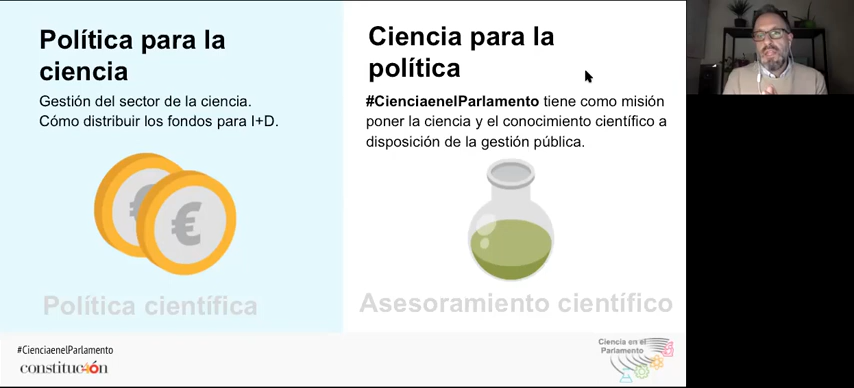 Política para la
ciencia
Gestión del sector de la ciencia.
Cómo distribuir los fondos para I+D.
€
€
Política científica
Ciencia para la
política
#CienciaenelParlamento tiene como misión
poner la ciencia y el conocimiento científico a
disposición de la gestión pública.
Asesoramiento científico
#CienciaenelParlamento
constitución
Ciencia en el
Parlamento